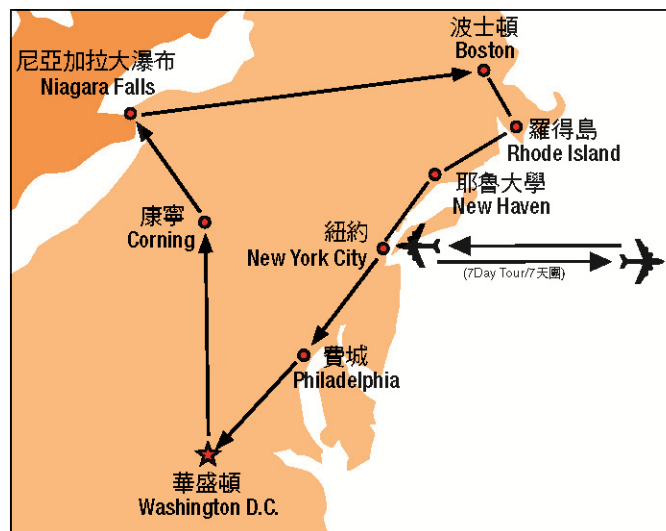 波士頓
Boston
尼亞加拉大瀑布
Niagara Falls
羅得島
Rhode Island
耶魯大學
New Haven
康寧
Corning
紐約
New York City
(7Day Tour/7天團)
費城
Philadelphia
華盛頓
Washington D.C.